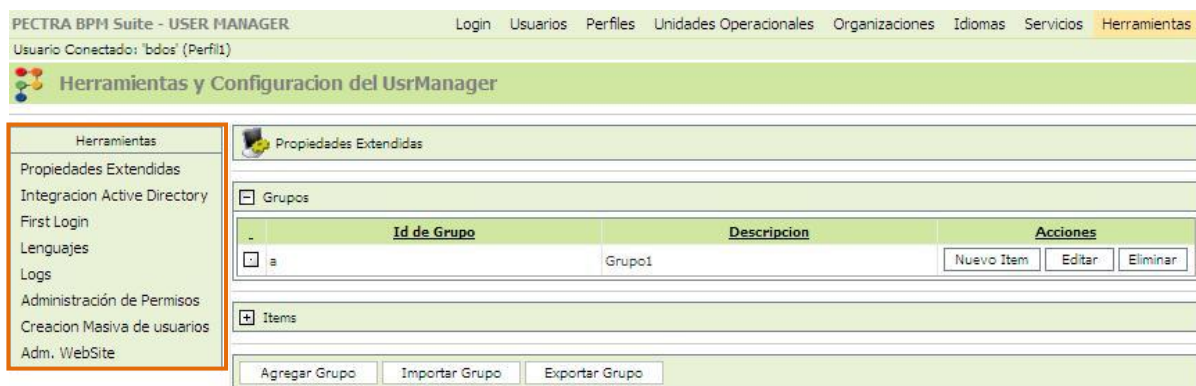 PECTRA BPM Suite - USER MANAGER Login Usuarios Perfiles Unidades Operacionales Organizaciones Idiomas Servicios Herramientas
Usuario Conectado: 'bdos' (Perfil1)
Herramientas y Configuracion del UsrManager
Herramientas
Propiedades Extendidas
Integracion Active Directory
First Login
Lenguajes
Logs
Administración de Permisos
Creacion Masiva de usuarios
Adm. WebSite
Propiedades Extendidas
Grupos
Id de Grupo Descripcion Acciones
a Grupo1 Nuevo Item Editar Eliminar
Items
Agregar Grupo Importar Grupo Exportar Grupo